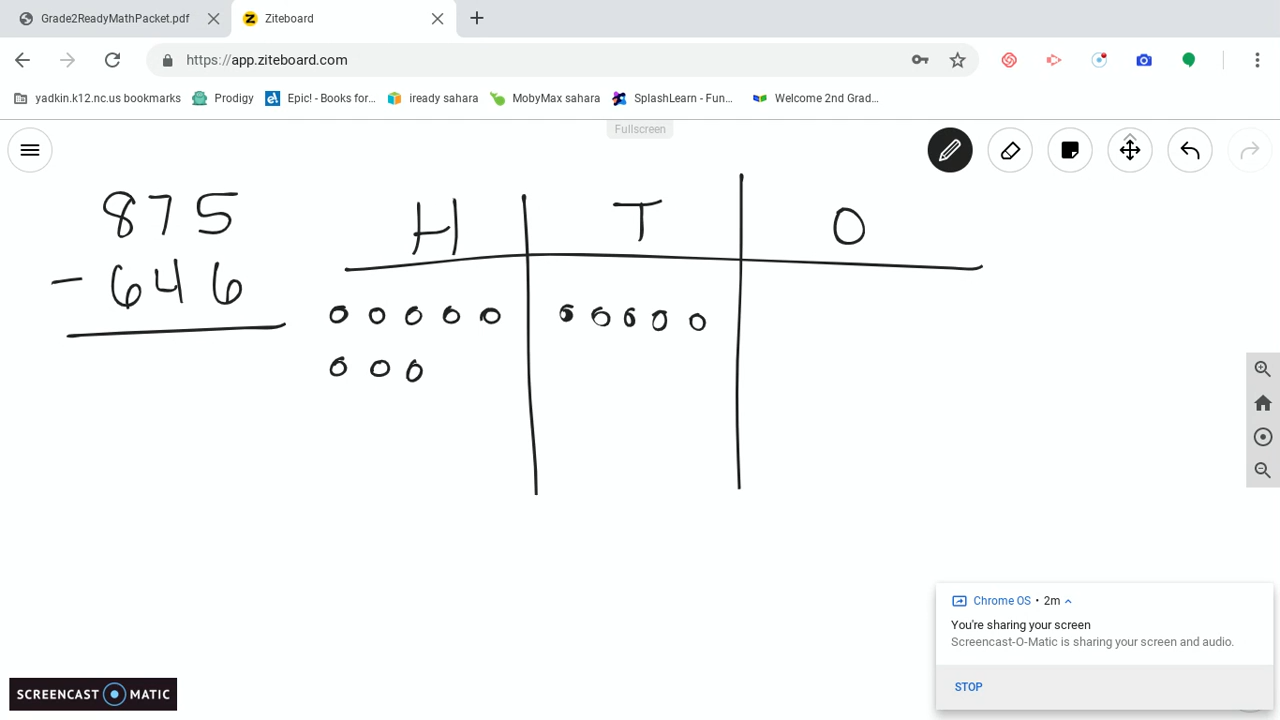 Grade2ReadyMathPacket.pdf
Ziteboard
https://app.ziteboard.com
yadkin.k12.nc.us bookmarks
Prodigy
Epic! - Books for...
iready sahara
MobyMax sahara
SplashLearn - Fun...
Welcome 2nd Grad...
Fullscreen
875
- 646
H T O
O O O O O
O O O
O O O O O
Chrome OS • 2m
You're sharing your screen
Screencast-O-Matic is sharing your screen and audio.
STOP
SCREENCAST O MATIC